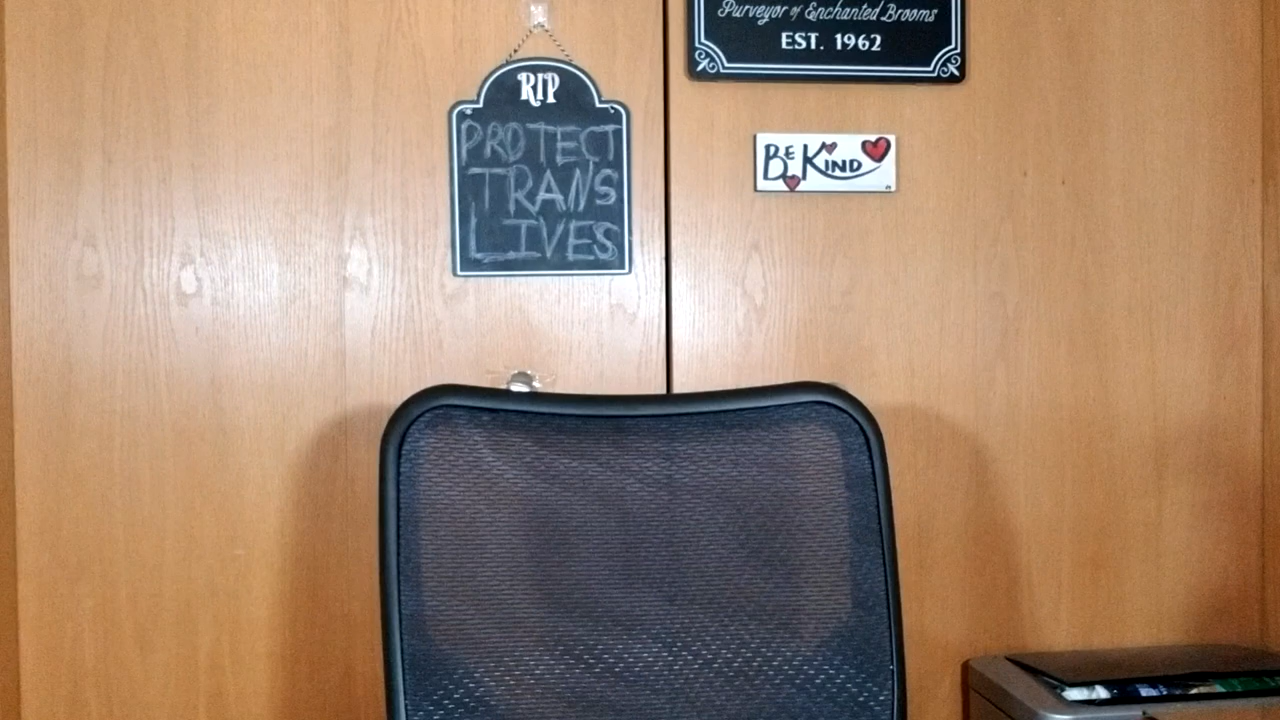 RIP
PROTECT
TRANS
LIVES
Purveyor of Enchanted Brooms
EST. 1962
BE KIND